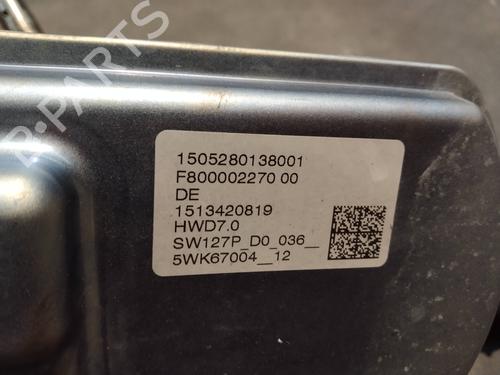 B-PARTS
1505280138001
F800002270 00
DE
1513420819
HWD7.0
SW127P_D0_036__
5WK67004__12